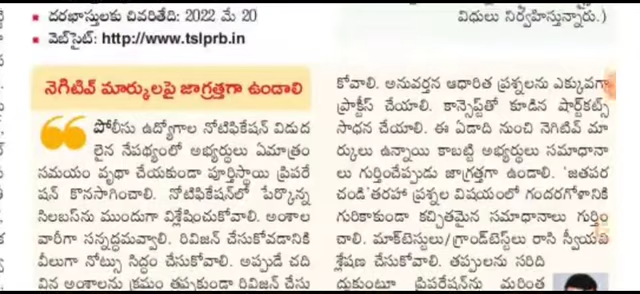 దరఖాస్తులకు చివరితేది: 2022 మే 20
వెబ్‌సైట్: http://www.tslprb.in
విధులు నిర్వహిస్తున్నారు.)
నెగిటివ్ మార్కులపై జాగ్రత్తగా ఉండాలి
పోలీసు ఉద్యోగాల నోటిఫికేషన్ విడుద
లైన నేపథ్యంలో అభ్యర్థులు ఏమాత్రం
సమయం వృథా చేయకుండా పూర్తిస్థాయి ప్రిపరే
షన్ కొనసాగించాలి. నోటిఫికేషన్‌లో పేర్కొన్న
సిలబస్‌ను ముందుగా విశ్లేషించుకోవాలి. అంశాల
వారీగా సన్నద్ధమవ్వాలి. రివిజన్ చేసుకోవడానికి
వీలుగా నోట్సు సిద్ధం చేసుకోవాలి. అప్పుడే చది
విన అంశాలను క్రమం తప్పకుండా రివిజన్ చేసు
కోవాలి. అనువర్తన ఆధారిత ప్రశ్నలను ఎక్కువగా
ప్రాక్టీస్ చేయాలి. కాన్సెప్ట్‌తో కూడిన షార్ట్‌కట్స్
సాధన చేయాలి. ఈ ఏడాది నుంచి నెగిటివ్ మా
ర్కులు ఉన్నాయి కాబట్టి అభ్యర్థులు సమాధానా
లు గుర్తించేప్పుడు జాగ్రత్తగా ఉండాలి. 'జతపర
చండి'తరహా ప్రశ్నల విషయంలో గందరగోళానికి
గురికాకుండా కచ్చితమైన సమాధానాలు గుర్తిం
చాలి. మాక్‌టెస్టులు/గ్రాండ్‌టెస్ట్‌లు రాసి స్వీయవి
శ్లేషణ చేసుకోవాలి. తప్పులను సరిది
ద్దుకుంటూ ప్రిపరేషన్‌ను మరింత